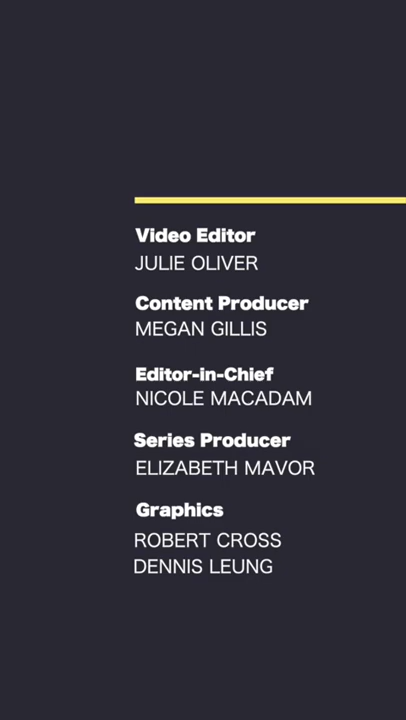 Video Editor
JULIE OLIVER
Content Producer
MEGAN GILLIS
Editor-in-Chief
NICOLE MACADAM
Series Producer
ELIZABETH MAVOR
Graphics
ROBERT CROSS
DENNIS LEUNG